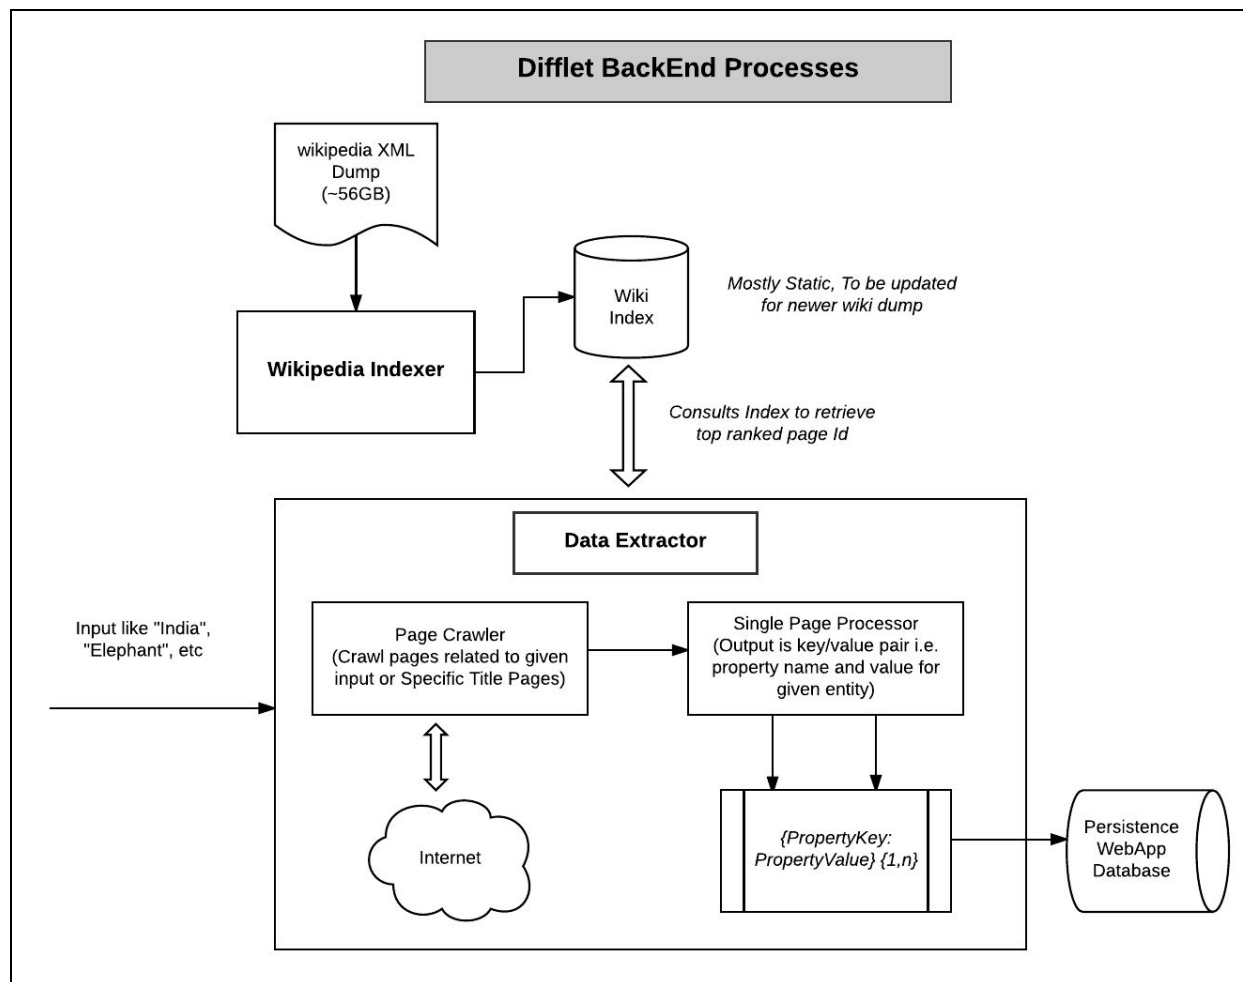 Difflet BackEnd Processes
wikipedia XML
Dump
(~56GB)
Wiki
Index
Mostly Static, To be updated
for newer wiki dump
Wikipedia Indexer
Consults Index to retrieve
top ranked page Id
Data Extractor
Input like "India",
"Elephant", etc
Page Crawler
(Crawl pages related to given
input or Specific Title Pages)
Single Page Processor
(Output is key/value pair i.e.
property name and value for
given entity)
Internet
{PropertyKey:
PropertyValue} {1,n}
Persistence
WebApp
Database